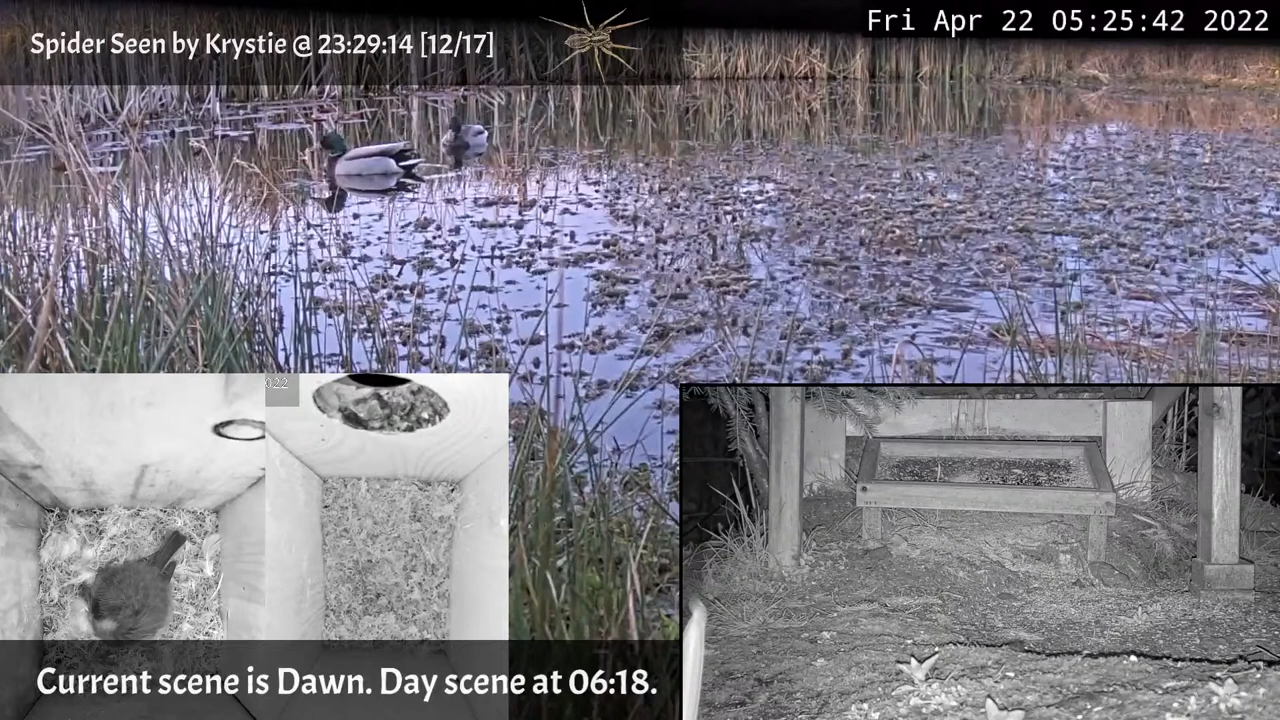 Spider Seen by Krystie @ 23:29:14 [12/17]
Fri Apr 22 05:25:42 2022
022
Current scene is Dawn. Day scene at 06:18.